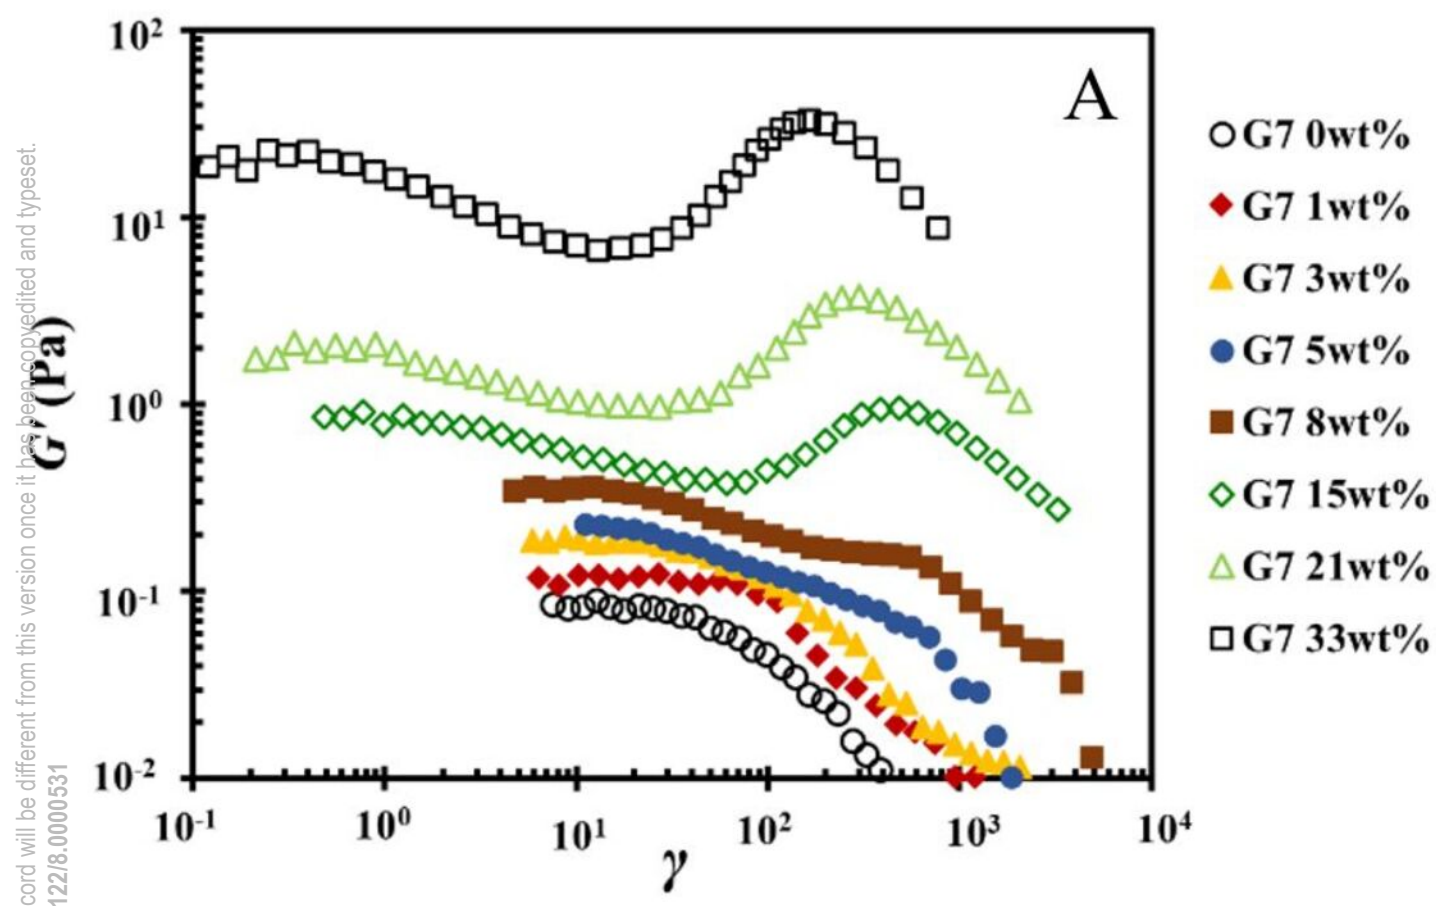 cord will be different from this version once it has been copyedited and typeset.
122/8.0000531
10²
10¹
10⁰
10⁻¹
10⁻²
G′ (Pa)
A
10⁻¹
10⁰
10¹
10²
10³
10⁴
γ
G7 0wt%
G7 1wt%
G7 3wt%
G7 5wt%
G7 8wt%
G7 15wt%
G7 21wt%
G7 33wt%